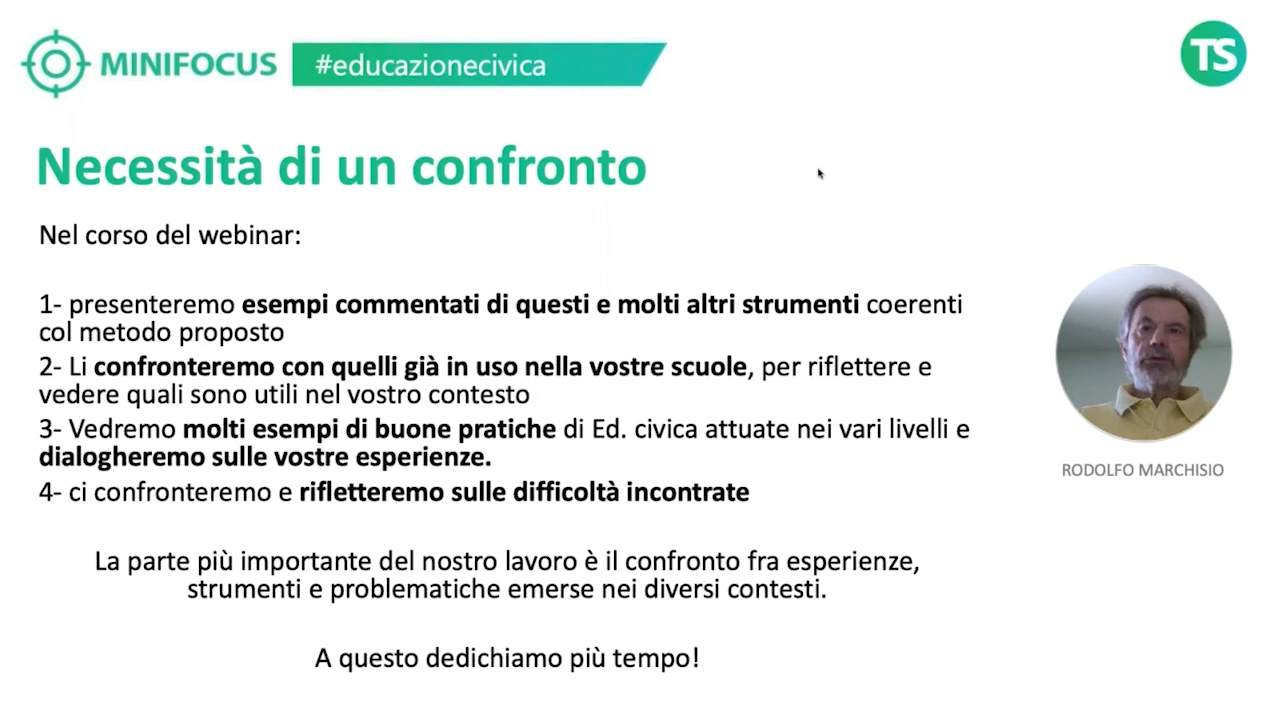 MINIFOCUS
#educazionecivica
TS
Necessità di un confronto
Nel corso del webinar:
1- presenteremo esempi commentati di questi e molti altri strumenti coerenti
col metodo proposto
2- Li confronteremo con quelli già in uso nella vostre scuole, per riflettere e
vedere quali sono utili nel vostro contesto
3- Vedremo molti esempi di buone pratiche di Ed. civica attuate nei vari livelli e
dialogheremo sulle vostre esperienze.
4- ci confronteremo e rifletteremo sulle difficoltà incontrate
La parte più importante del nostro lavoro è il confronto fra esperienze,
strumenti e problematiche emerse nei diversi contesti.
A questo dedichiamo più tempo!
RODOLFO MARCHISIO